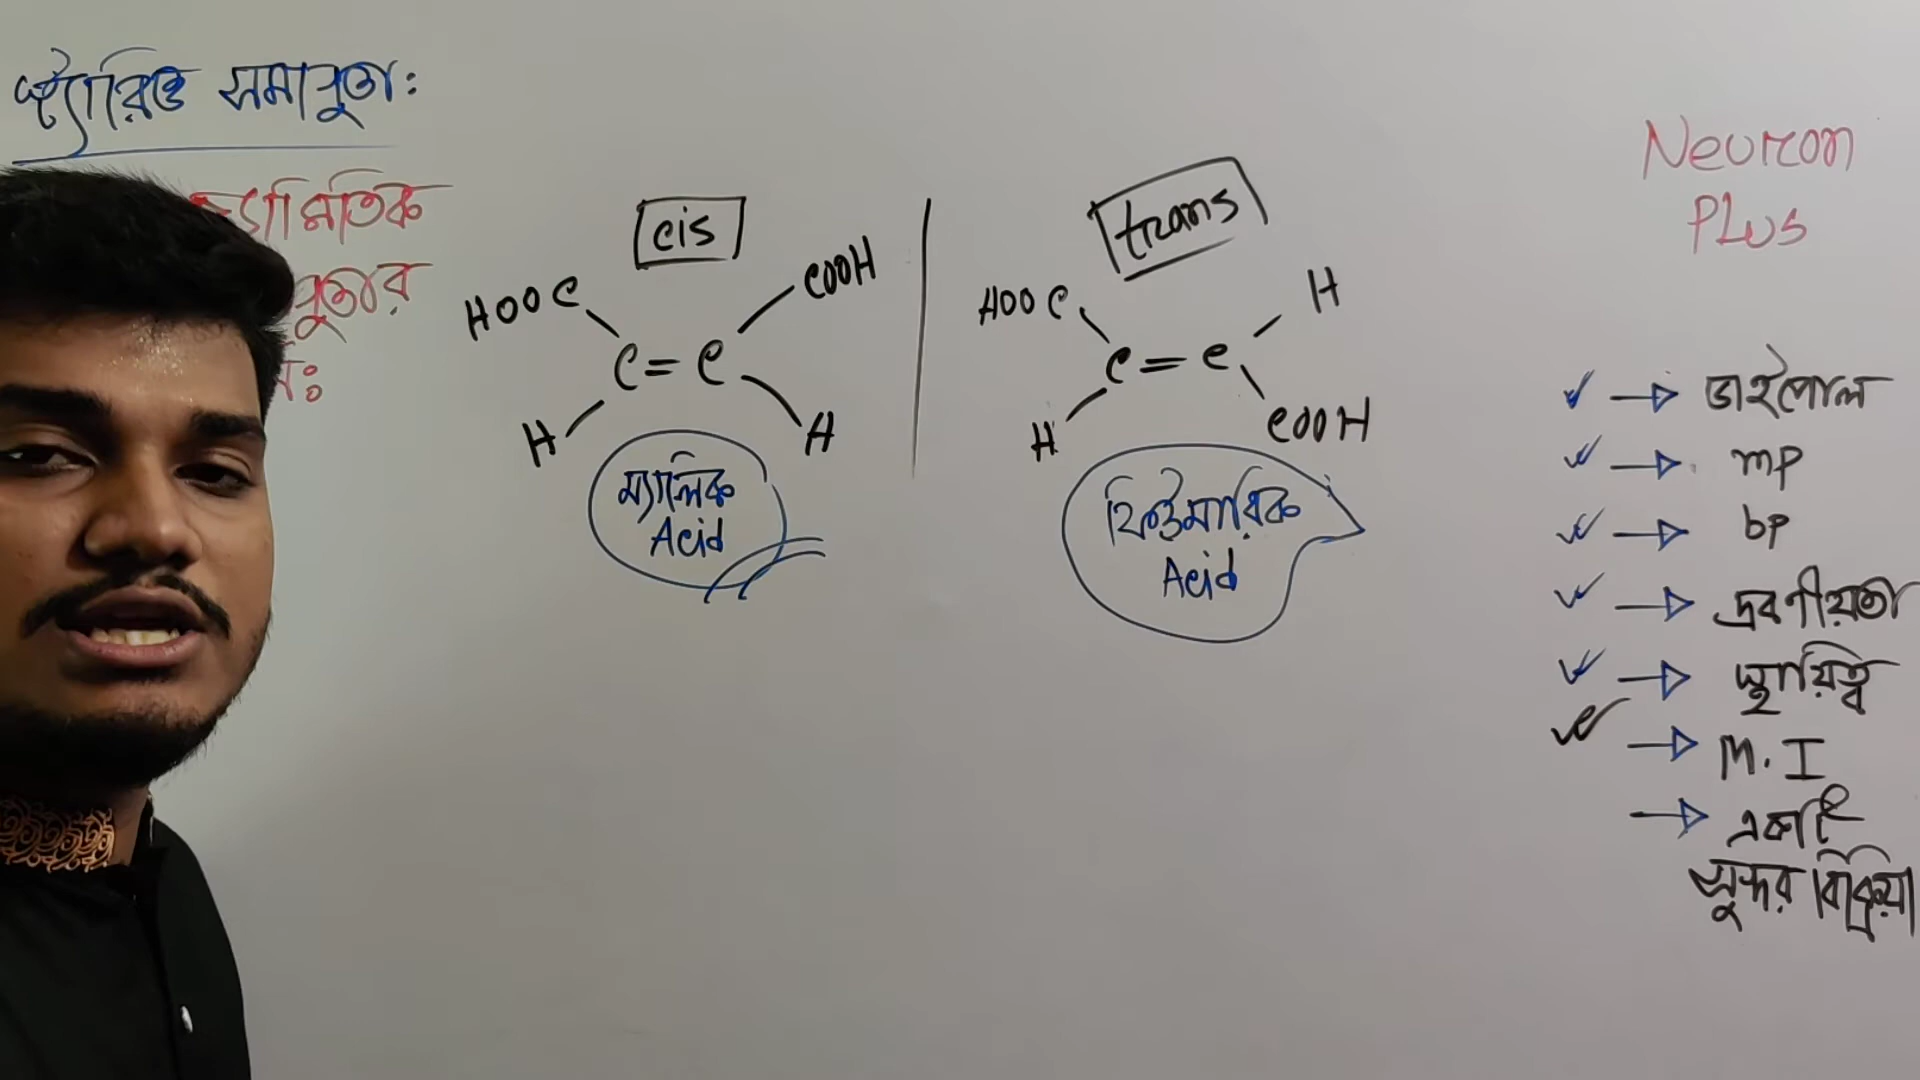 স্টেরিও সমাণুতা:
cis
HOOC COOH
C = C
H H
ম্যালিক
Acid
trans
HOOC H
C = C
H COOH
ফিউমারিক
Acid
Neuron
Plus
→ ডাইপোল
→ mp
→ bp
→ দ্রবণীয়তা
→ স্থায়িত্ব
→ M.I
→ একটি
সুন্দর বিক্রিয়া